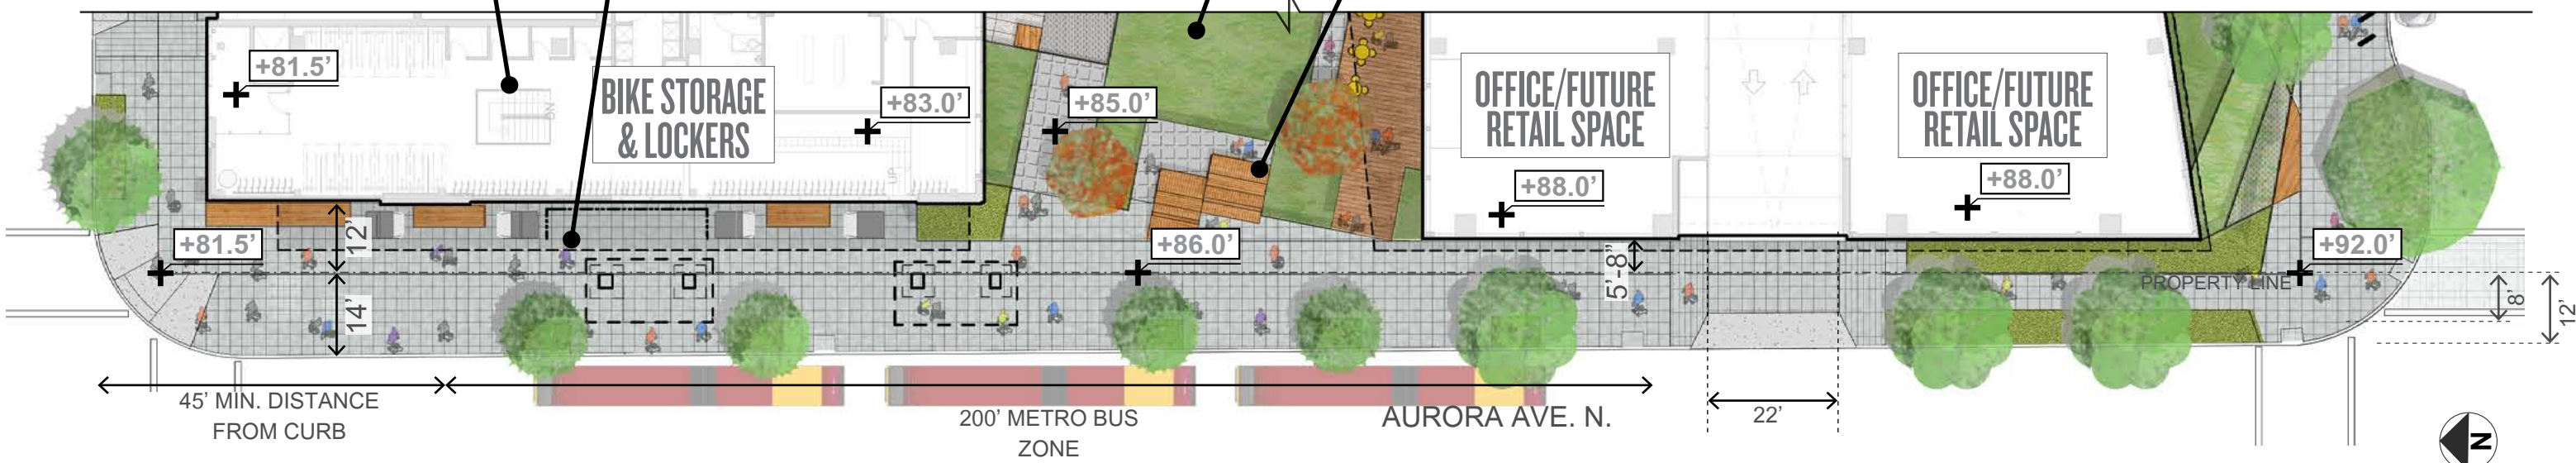 +81.5’
BIKE STORAGE
& LOCKERS
+83.0’
+85.0’
OFFICE/FUTURE
RETAIL SPACE
OFFICE/FUTURE
RETAIL SPACE
+88.0’
+88.0’
+81.5’
12’
+86.0’
5’-8”
+92.0’
PROPERTY LINE
14’
8’
12’
45’ MIN. DISTANCE
FROM CURB
200’ METRO BUS
ZONE
AURORA AVE. N.
22’
N